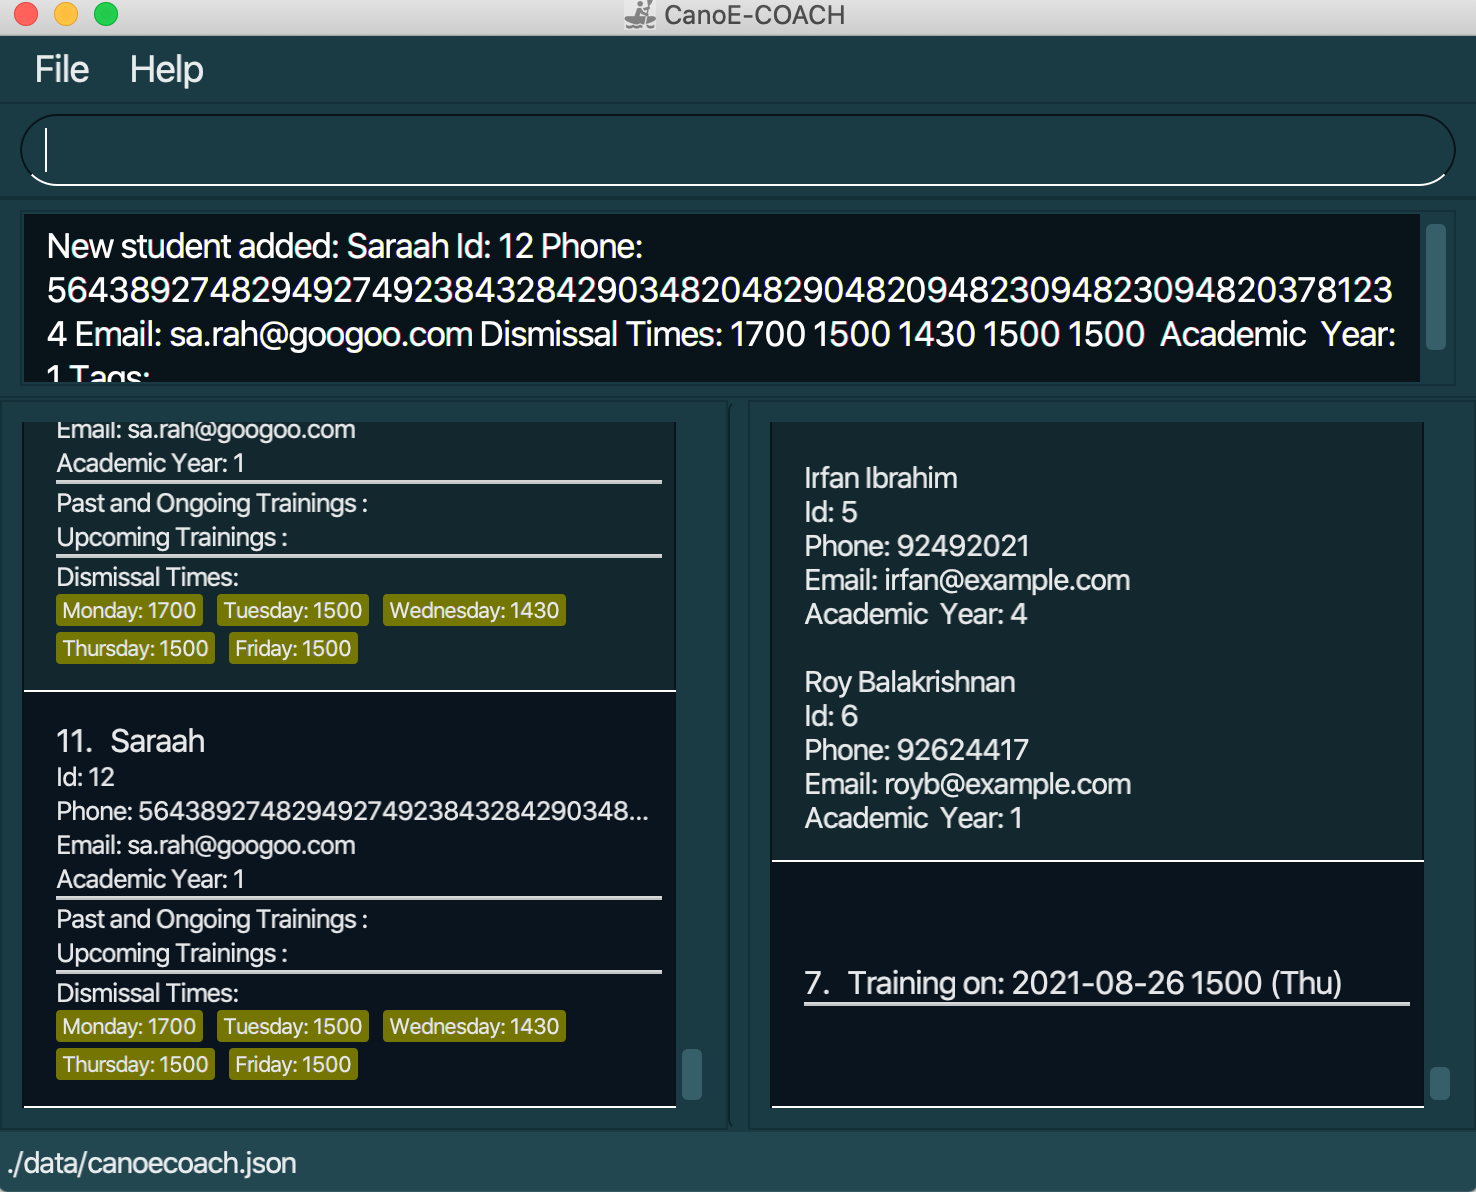 CanoE-COACH
File Help
New student added: Saraah Id: 12 Phone:
564389274829492749238432842903482048290482094823094823094820378123
4 Email: sa.rah@googoo.com Dismissal Times: 1700 1500 1430 1500 1500 Academic Year:
1 Tags:
Email: sa.rah@googoo.com
Academic Year: 1
Past and Ongoing Trainings :
Upcoming Trainings :
Dismissal Times:
Monday: 1700 Tuesday: 1500 Wednesday: 1430
Thursday: 1500 Friday: 1500
11. Saraah
Id: 12
Phone: 56438927482949274923843284290348...
Email: sa.rah@googoo.com
Academic Year: 1
Past and Ongoing Trainings :
Upcoming Trainings :
Dismissal Times:
Monday: 1700 Tuesday: 1500 Wednesday: 1430
Thursday: 1500 Friday: 1500
Irfan Ibrahim
Id: 5
Phone: 92492021
Email: irfan@example.com
Academic Year: 4
Roy Balakrishnan
Id: 6
Phone: 92624417
Email: royb@example.com
Academic Year: 1
7. Training on: 2021-08-26 1500 (Thu)
./data/canoecoach.json